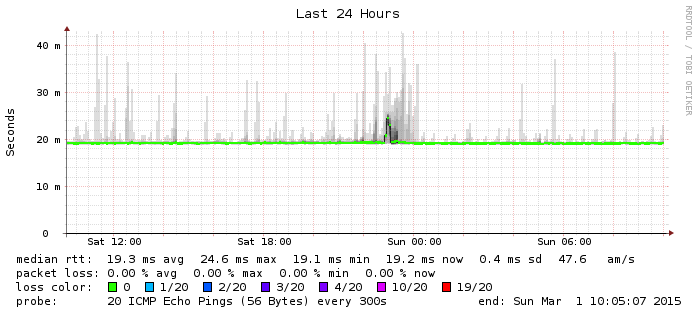 Last 24 Hours
RRDTOOL / TOBI OETIKER
Seconds
40 m
30 m
20 m
10 m
0
Sat 12:00 Sat 18:00 Sun 00:00 Sun 06:00
median rtt: 19.3 ms avg 24.6 ms max 19.1 ms min 19.2 ms now 0.4 ms sd 47.6 am/s
packet loss: 0.00 % avg 0.00 % max 0.00 % min 0.00 % now
loss color: 0 1/20 2/20 3/20 4/20 10/20 19/20
probe: 20 ICMP Echo Pings (56 Bytes) every 300s end: Sun Mar 1 10:05:07 2015